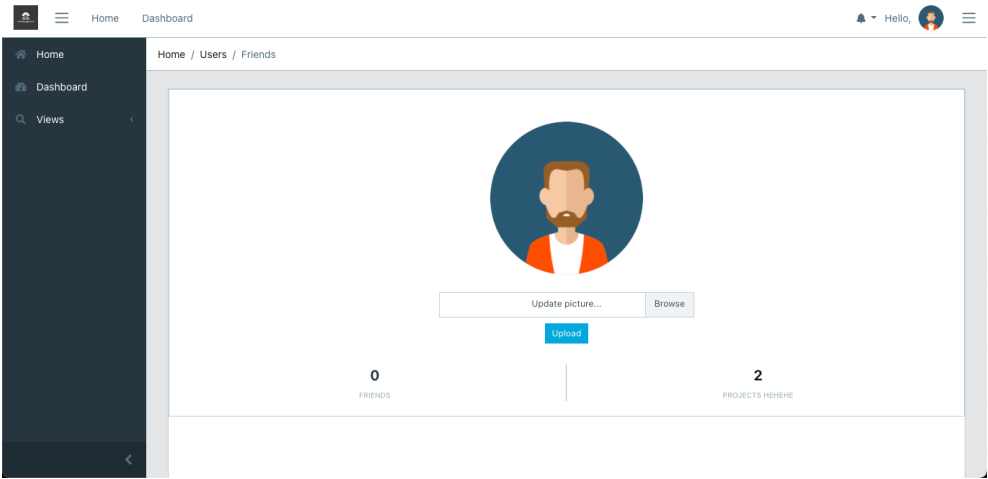 Home Dashboard Hello,
Home / Users / Friends
Home
Dashboard
Views
Update picture... Browse
Upload
0 2
FRIENDS PROJECTS HEHEHE